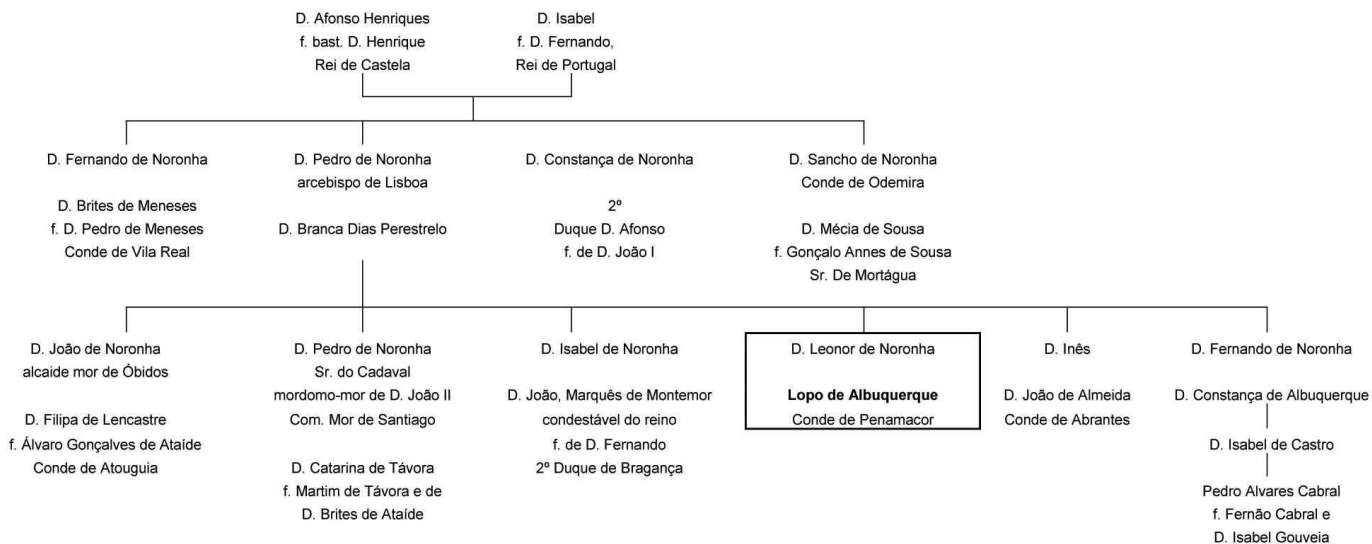 D. Afonso Henriques
f. bast. D. Henrique
Rei de Castela
D. Isabel
f. D. Fernando,
Rei de Portugal
D. Fernando de Noronha
D. Brites de Meneses
f. D. Pedro de Meneses
Conde de Vila Real
D. Pedro de Noronha
arcebispo de Lisboa
D. Branca Dias Perestrelo
D. Constança de Noronha
2º
Duque D. Afonso
f. de D. João I
D. Sancho de Noronha
Conde de Odemira
D. Mécia de Sousa
f. Gonçalo Annes de Sousa
Sr. De Mortágua
D. João de Noronha
alcaide mor de Óbidos
D. Filipa de Lencastre
f. Álvaro Gonçalves de Ataíde
Conde de Atouguia
D. Pedro de Noronha
Sr. do Cadaval
mordomo-mor de D. João II
Com. Mor de Santiago
D. Catarina de Távora
f. Martim de Távora e de
D. Brites de Ataíde
D. Isabel de Noronha
D. João, Marquês de Montemor
condestável do reino
f. de D. Fernando
2º Duque de Bragança
D. Leonor de Noronha
Lopo de Albuquerque
Conde de Penamacor
D. Inês
D. João de Almeida
Conde de Abrantes
D. Fernando de Noronha
D. Constança de Albuquerque
D. Isabel de Castro
Pedro Alvares Cabral
f. Fernão Cabral e
D. Isabel Gouveia